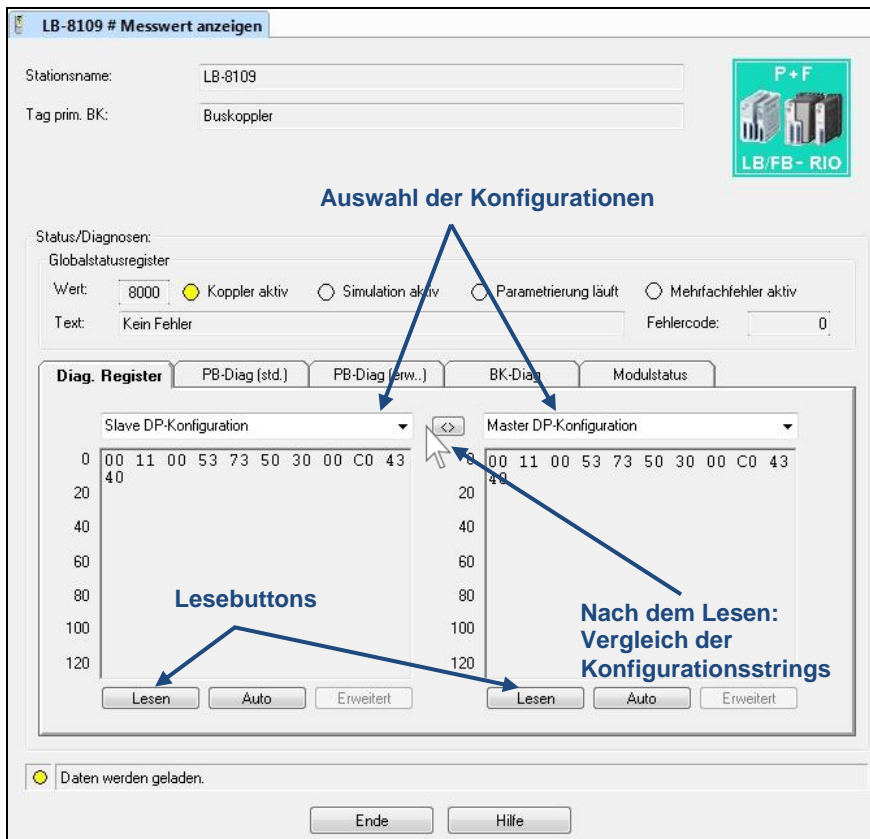 LB-8109 # Messwert anzeigen
Stationsname: LB-8109
P+F
Tag prim. BK: Buskoppler
LB/FB- RIO
Auswahl der Konfigurationen
Status/Diagnosen:
Globalstatusregister
Wert: 8000 Koppler aktiv Simulation aktiv Parametrierung läuft Mehrfachfehler aktiv
Text: Kein Fehler Fehlercode: 0
Diag. Register PB-Diag (std.) PB-Diag (erw..) BK-Diag Modulstatus
Slave DP-Konfiguration <> Master DP-Konfiguration
0 00 11 00 53 73 50 30 00 C0 43 0 00 11 00 53 73 50 30 00 C0 43
40 40
20 20
40 40
60 60
80 80
100 100
120 120
Lesebuttons
Nach dem Lesen:
Vergleich der
Konfigurationsstrings
Lesen Auto Erweitert Lesen Auto Erweitert
Daten werden geladen.
Ende Hilfe